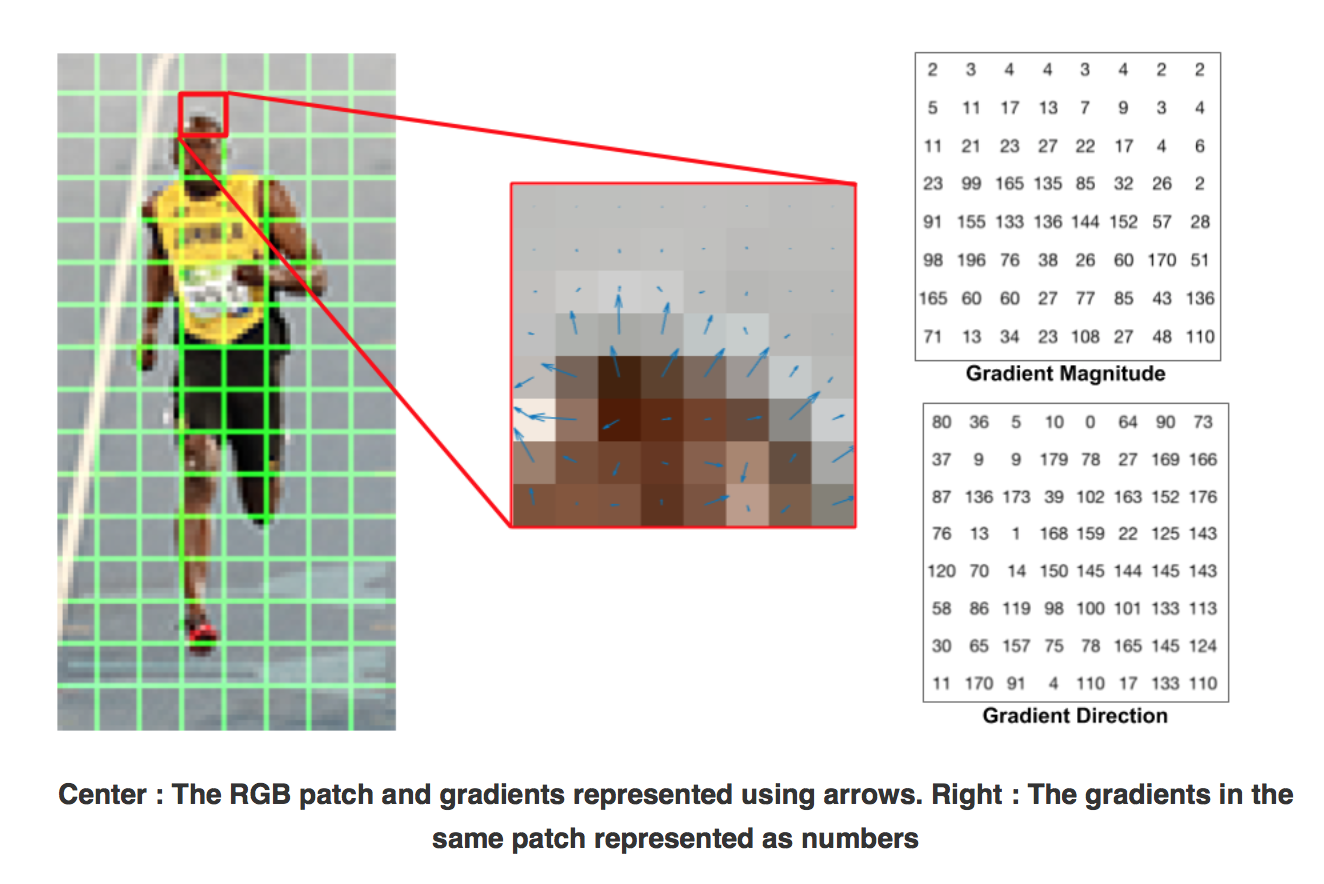 2 3 4 4 3 4 2 2
5 11 17 13 7 9 3 4
11 21 23 27 22 17 4 6
23 99 165 135 85 32 26 2
91 155 133 136 144 152 57 28
98 196 76 38 26 60 170 51
165 60 60 27 77 85 43 136
71 13 34 23 108 27 48 110
Gradient Magnitude
80 36 5 10 0 64 90 73
37 9 9 179 78 27 169 166
87 136 173 39 102 163 152 176
76 13 1 168 159 22 125 143
120 70 14 150 145 144 145 143
58 86 119 98 100 101 133 113
30 65 157 75 78 165 145 124
11 170 91 4 110 17 133 110
Gradient Direction
Center : The RGB patch and gradients represented using arrows. Right : The gradients in the
same patch represented as numbers